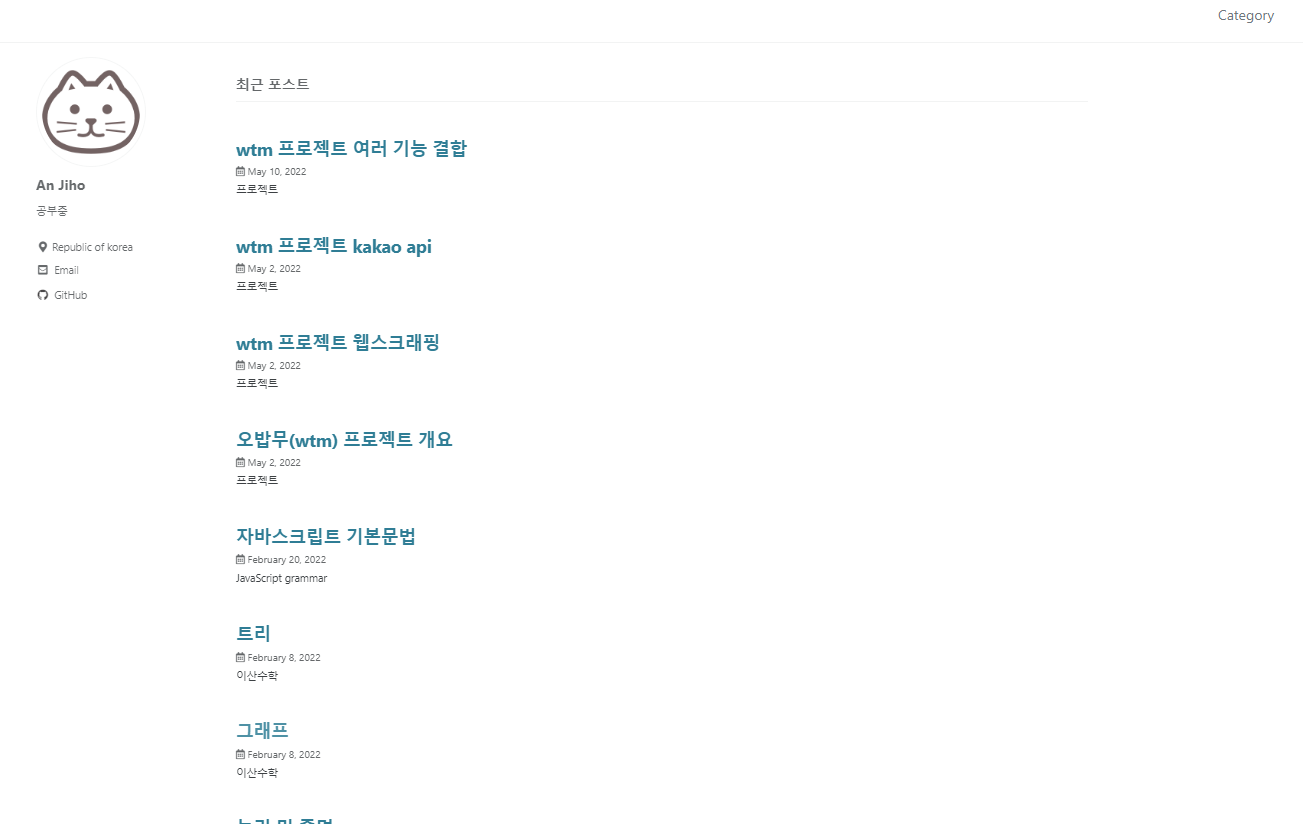 Category
An Jiho
공부중
Republic of korea
Email
GitHub
최근 포스트
wtm 프로젝트 여러 기능 결합
May 10, 2022
프로젝트
wtm 프로젝트 kakao api
May 2, 2022
프로젝트
wtm 프로젝트 웹스크래핑
May 2, 2022
프로젝트
오밥무(wtm) 프로젝트 개요
May 2, 2022
프로젝트
자바스크립트 기본문법
February 20, 2022
JavaScript grammar
트리
February 8, 2022
이산수학
그래프
February 8, 2022
이산수학